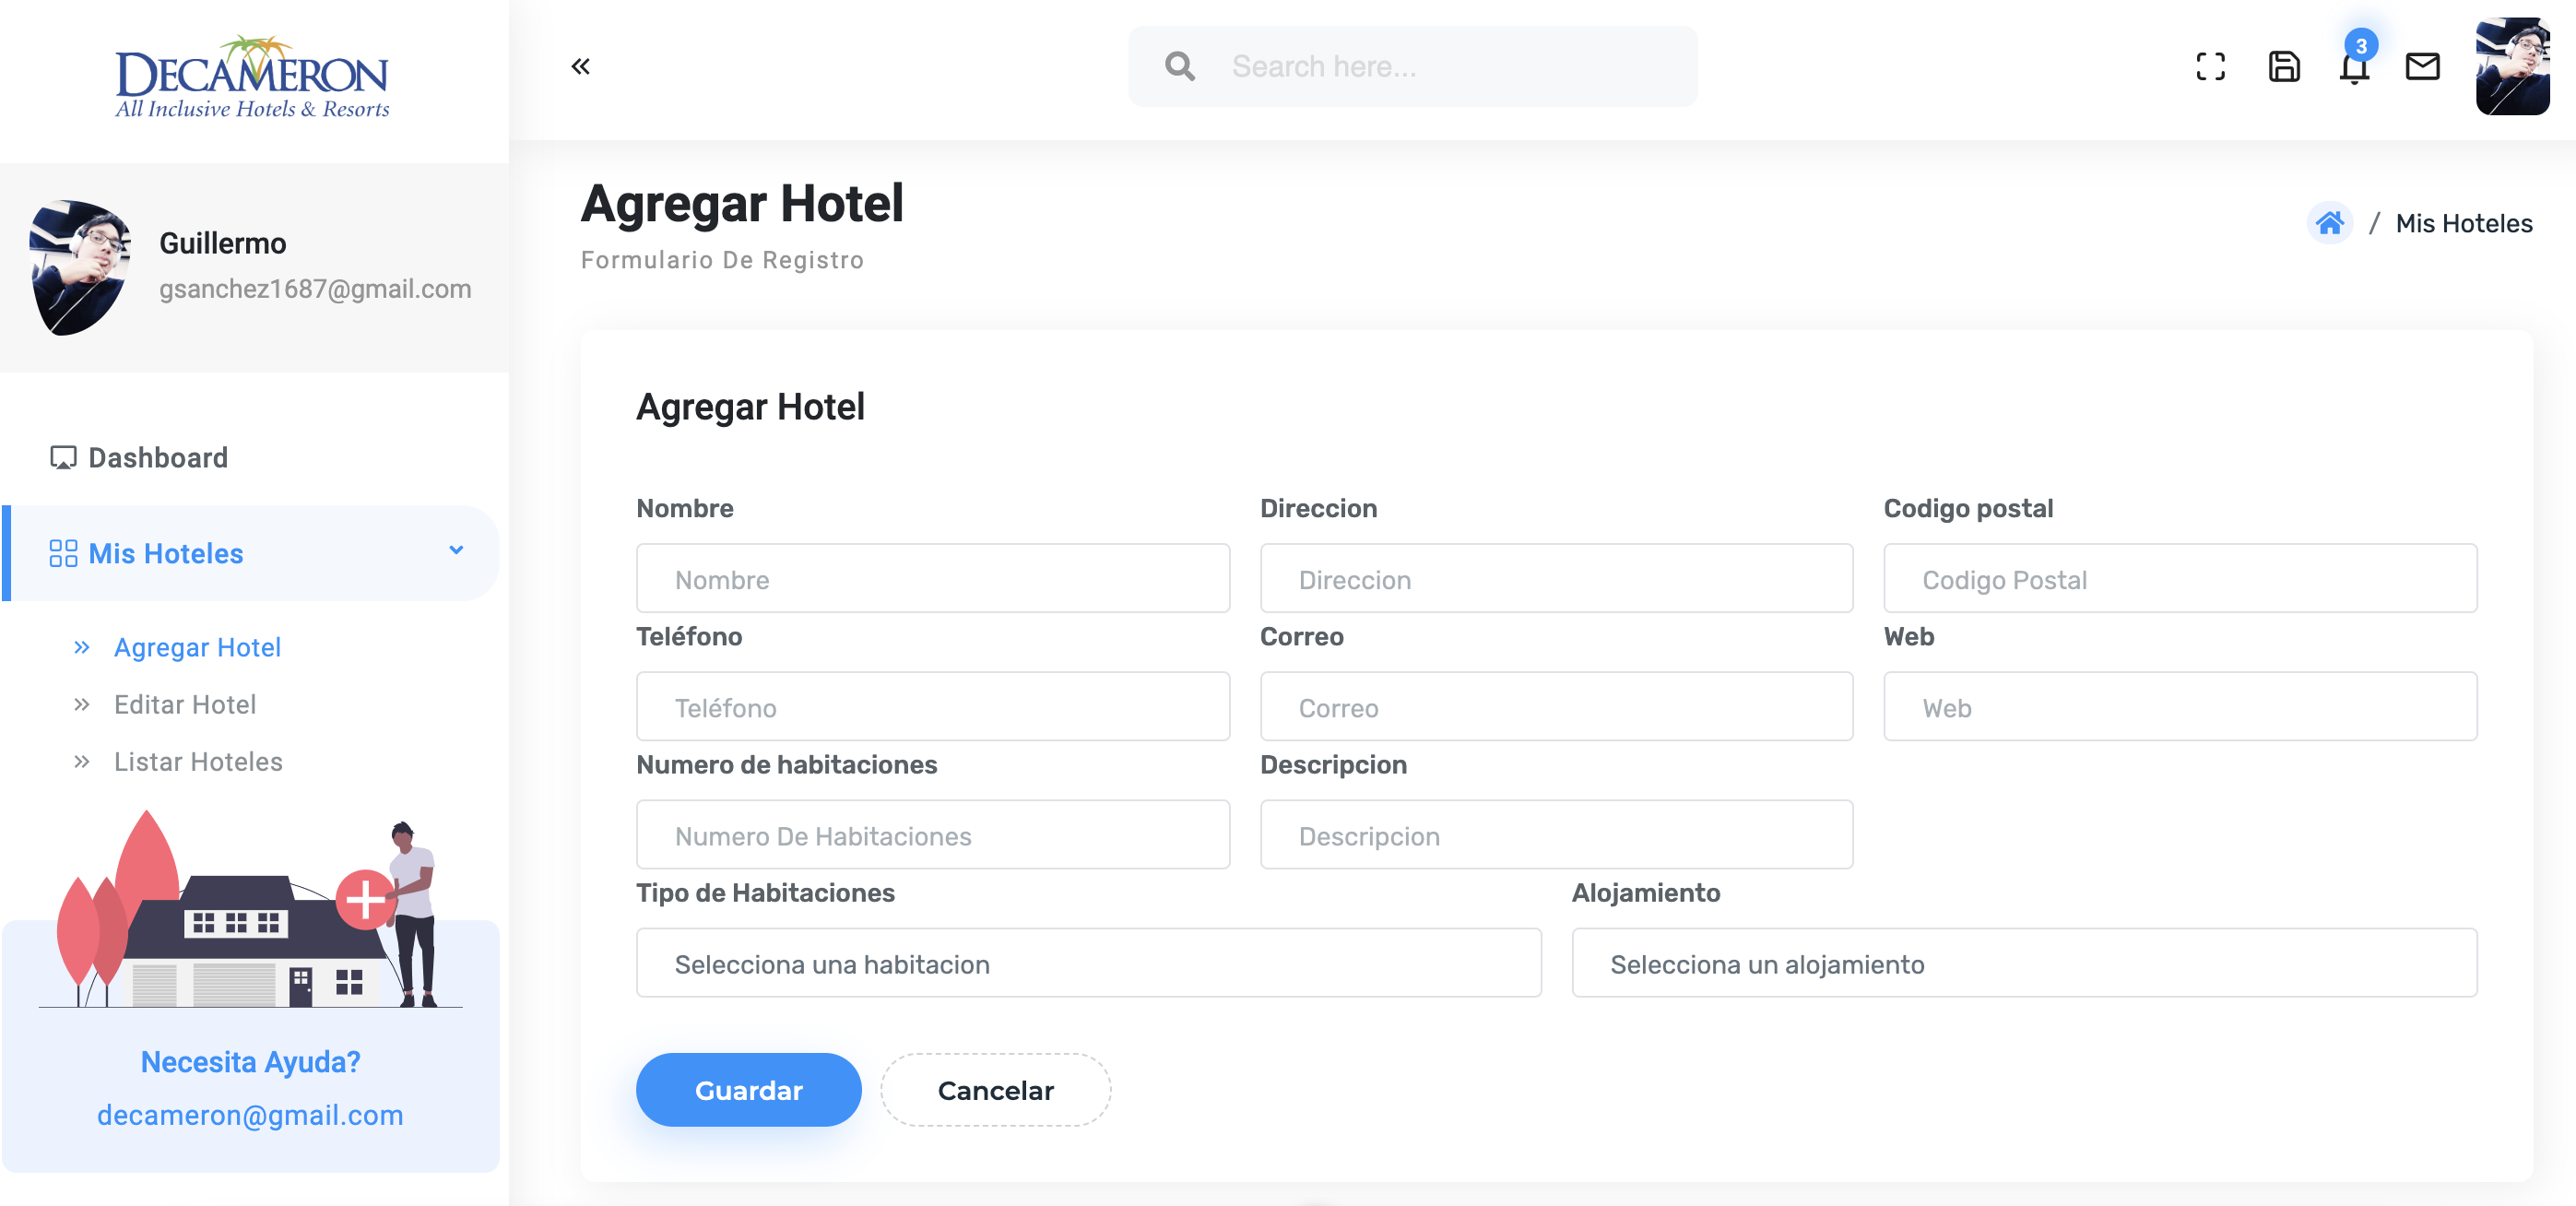 DECAMERON
All Inclusive Hotels & Resorts
Search here...
3
Guillermo
gsanchez1687@gmail.com
Agregar Hotel
Formulario De Registro
/ Mis Hoteles
Dashboard
Mis Hoteles
Agregar Hotel
Editar Hotel
Listar Hoteles
Necesita Ayuda?
decameron@gmail.com
Agregar Hotel
Nombre
Direccion
Codigo postal
Nombre
Direccion
Codigo Postal
Teléfono
Correo
Web
Teléfono
Correo
Web
Numero de habitaciones
Descripcion
Numero De Habitaciones
Descripcion
Tipo de Habitaciones
Alojamiento
Selecciona una habitacion
Selecciona un alojamiento
Guardar
Cancelar